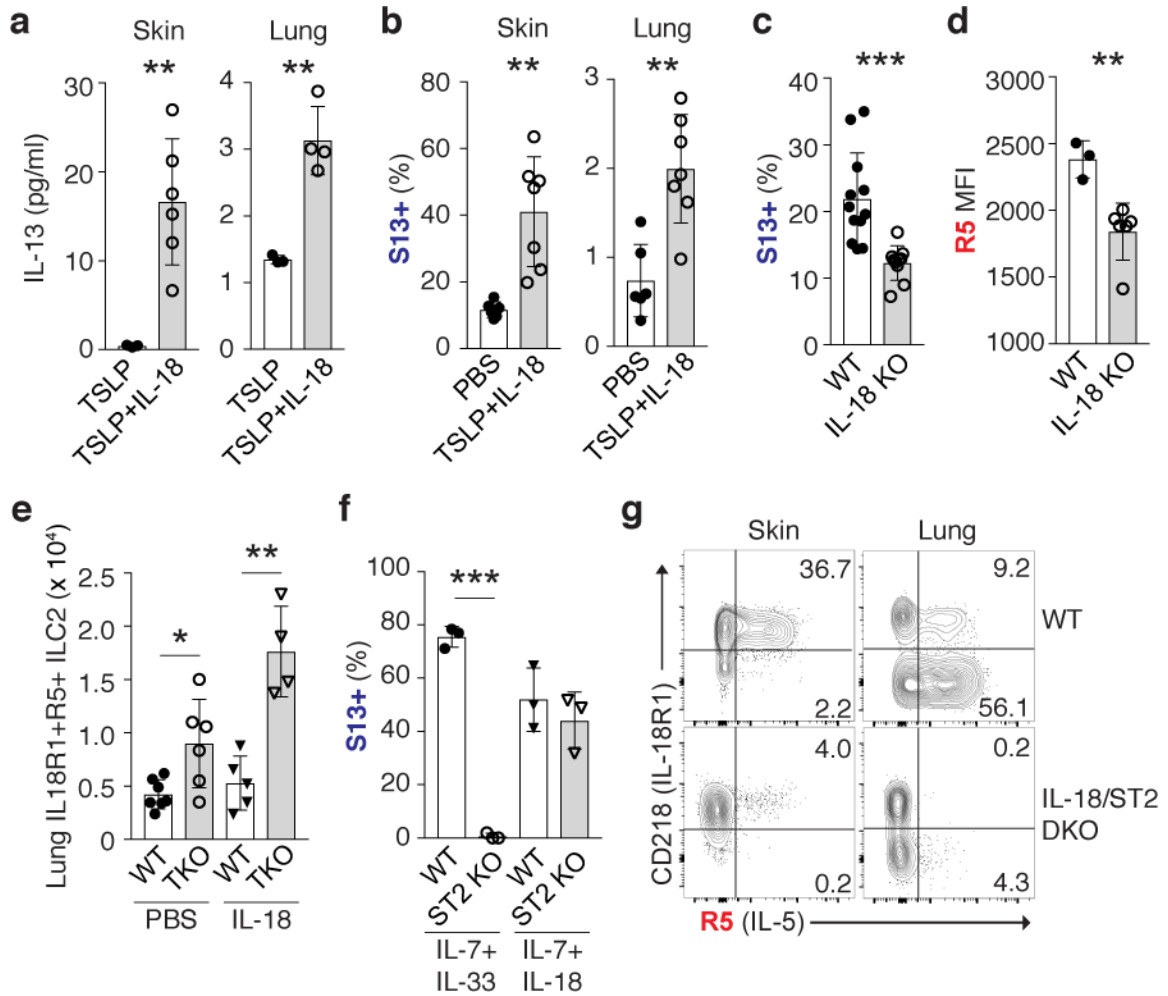 a
Skin
Lung
**
**
IL-13 (pg/ml)
30
20
10
0
4
3
2
1
0
TSLP
TSLP+IL-18
TSLP
TSLP+IL-18
b
Skin
Lung
**
**
S13+ (%)
80
60
40
20
0
3
2
1
0
PBS
TSLP+IL-18
PBS
TSLP+IL-18
c
***
S13+ (%)
40
30
20
10
0
WT
IL-18 KO
d
**
R5 MFI
3000
2500
2000
1500
1000
WT
IL-18 KO
e
Lung IL18R1+R5+ ILC2 (x 10⁴)
2.5
2.0
1.5
1.0
0.5
0
*
**
WT
TKO
WT
TKO
PBS
IL-18
f
S13+ (%)
100
80
60
40
20
0
***
WT
ST2 KO
WT
ST2 KO
IL-7+
IL-33
IL-7+
IL-18
g
Skin
Lung
36.7
2.2
9.2
56.1
WT
4.0
0.2
0.2
4.3
IL-18/ST2
DKO
CD218 (IL-18R1)
R5 (IL-5)